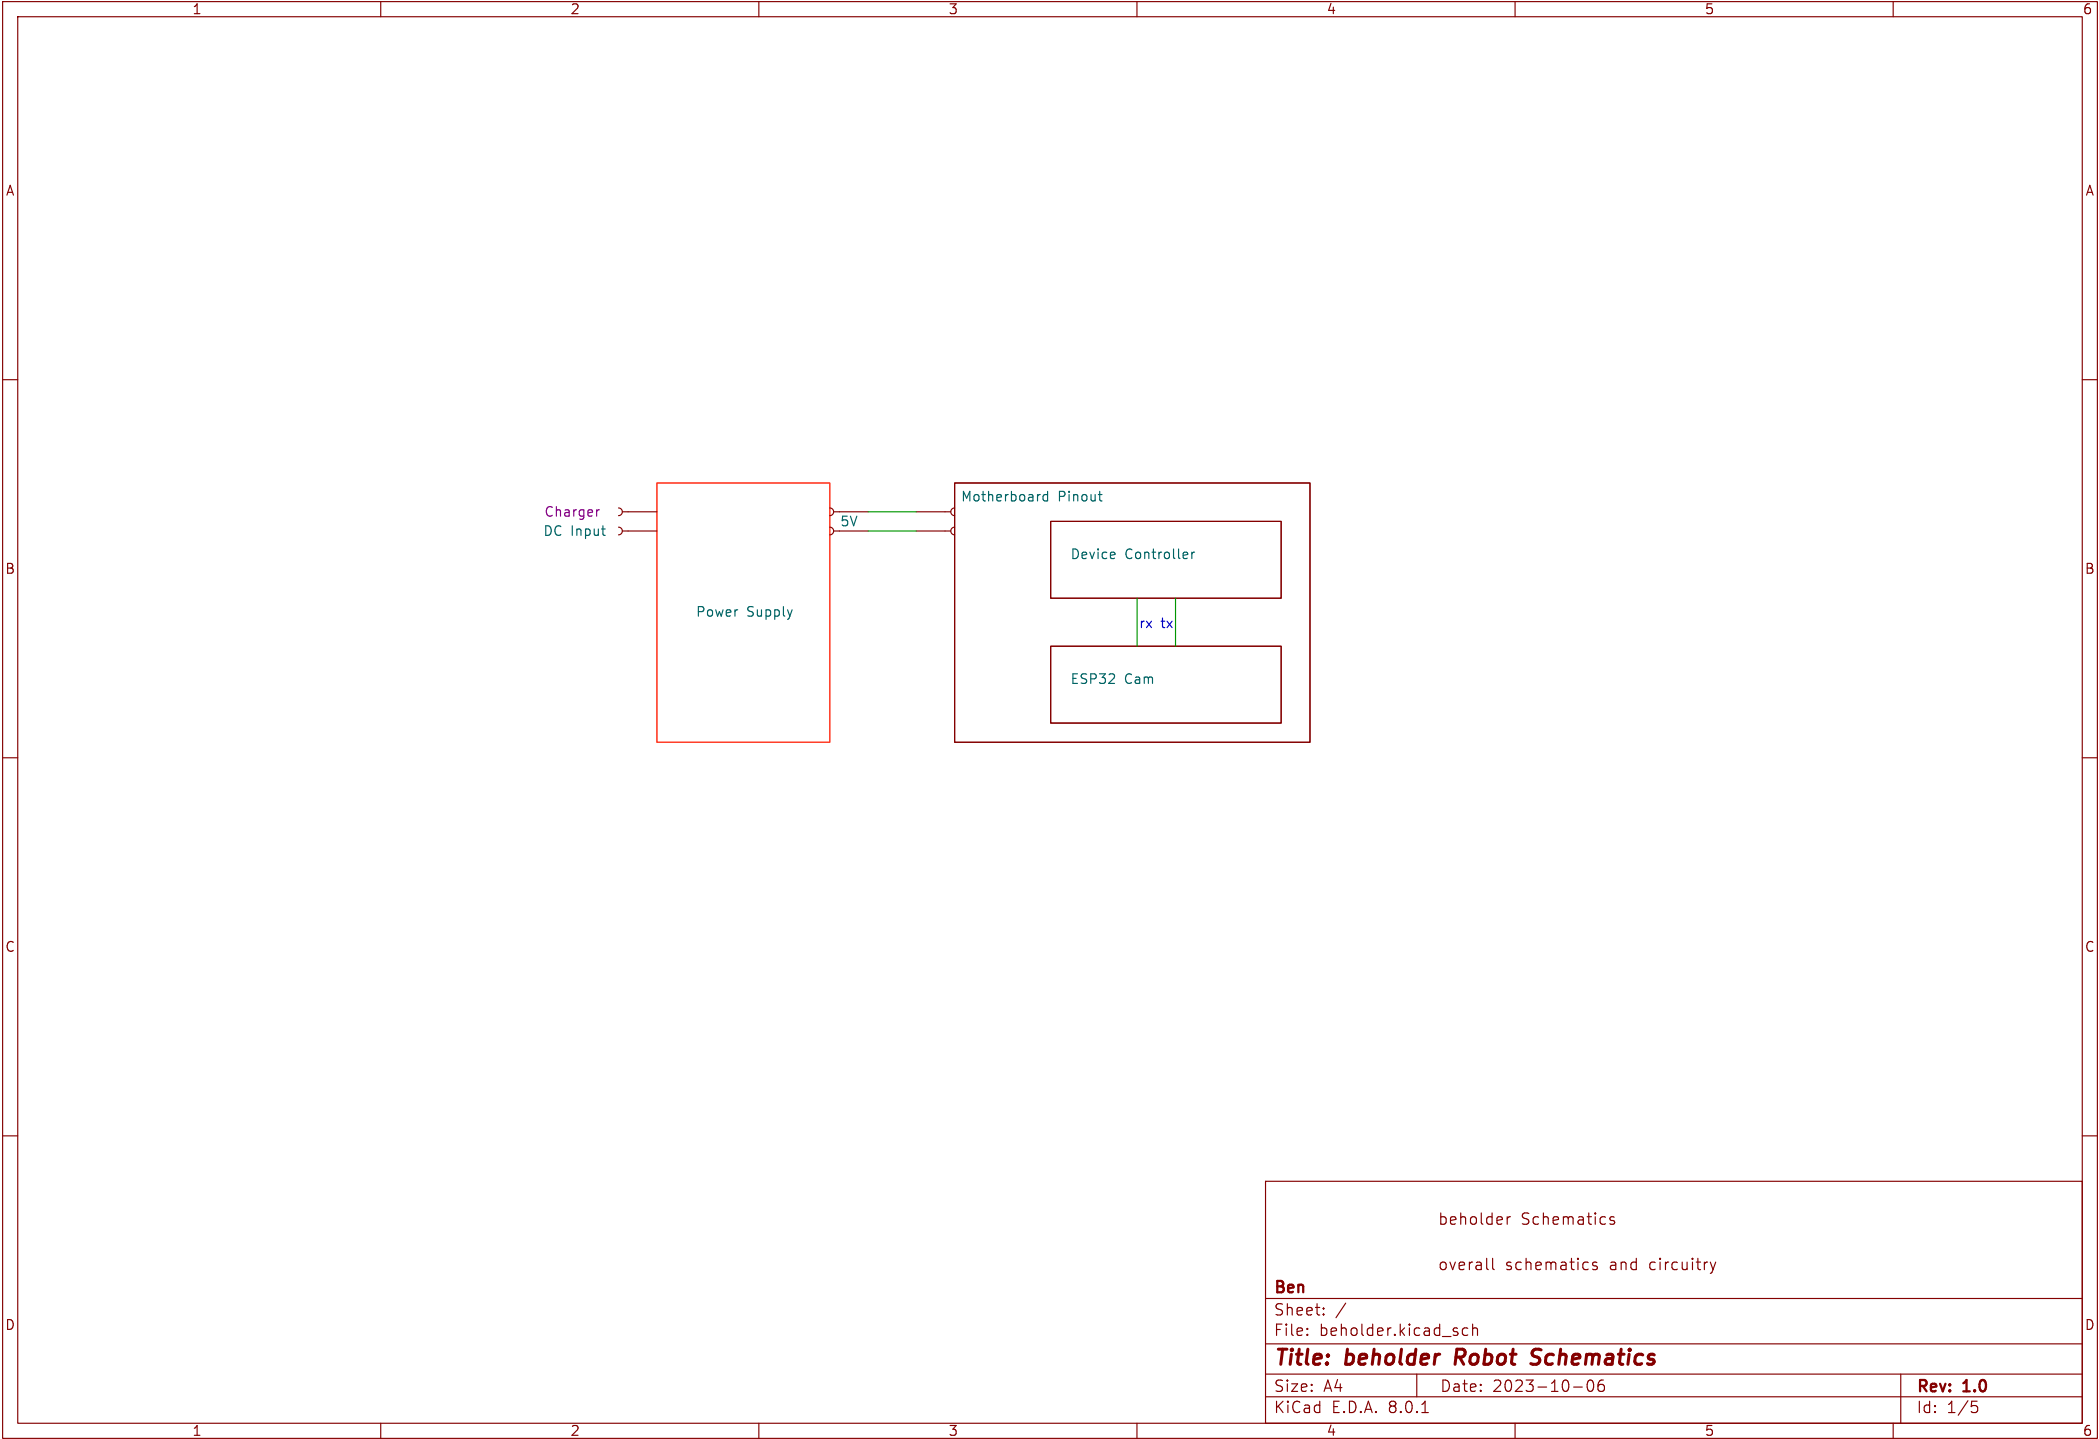 1 2 3 4 5 6
A A
Charger
DC Input
5V
Power Supply
Motherboard Pinout
Device Controller
rx tx
ESP32 Cam
B B
C C
beholder Schematics
overall schematics and circuitry
Ben
Sheet: /
File: beholder.kicad_sch
D D
Title: beholder Robot Schematics
Size: A4 Date: 2023-10-06 Rev: 1.0
KiCad E.D.A. 8.0.1 Id: 1/5
1 2 3 4 5 6